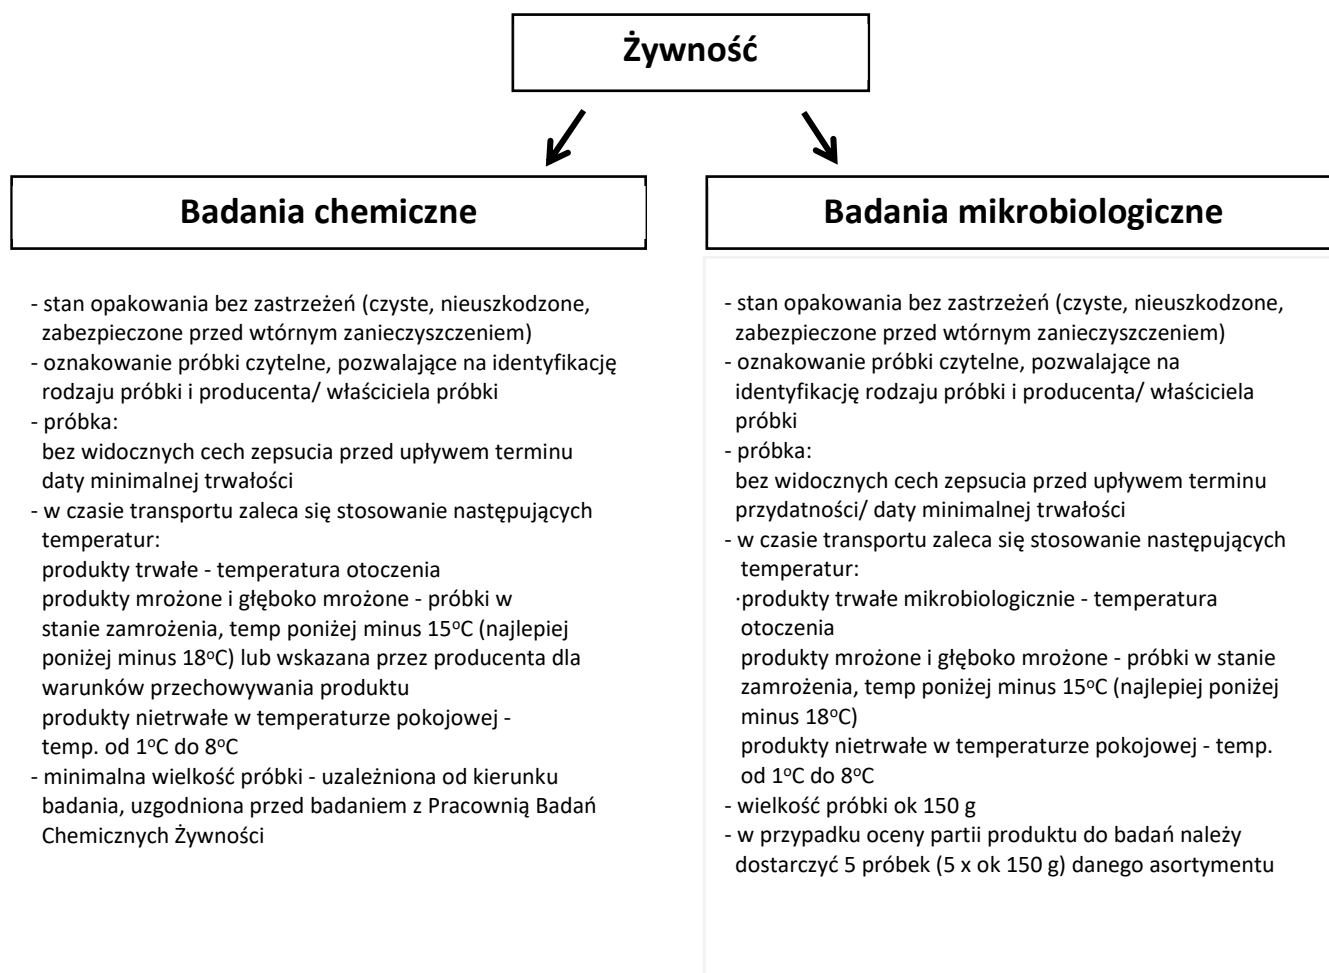 Żywność
Badania chemiczne
- stan opakowania bez zastrzeżeń (czyste, nieuszkodzone,
zabezpieczone przed wtórnym zanieczyszczeniem)
- oznakowanie próbki czytelne, pozwalające na identyfikację
rodzaju próbki i producenta/ właściciela próbki
- próbka:
bez widocznych cech zepsucia przed upływem terminu
daty minimalnej trwałości
- w czasie transportu zaleca się stosowanie następujących
temperatur:
produkty trwałe - temperatura otoczenia
produkty mrożone i głęboko mrożone - próbki w
stanie zamrożenia, temp poniżej minus 15°C (najlepiej
poniżej minus 18°C) lub wskazana przez producenta dla
warunków przechowywania produktu
produkty nietrwałe w temperaturze pokojowej -
temp. od 1°C do 8°C
- minimalna wielkość próbki - uzależniona od kierunku
badania, uzgodniona przed badaniem z Pracownią Badań
Chemicznych Żywności
Badania mikrobiologiczne
- stan opakowania bez zastrzeżeń (czyste, nieuszkodzone,
zabezpieczone przed wtórnym zanieczyszczeniem)
- oznakowanie próbki czytelne, pozwalające na
identyfikację rodzaju próbki i producenta/ właściciela
próbki
- próbka:
bez widocznych cech zepsucia przed upływem terminu
przydatności/ daty minimalnej trwałości
- w czasie transportu zaleca się stosowanie następujących
temperatur:
·produkty trwałe mikrobiologicznie - temperatura
otoczenia
produkty mrożone i głęboko mrożone - próbki w stanie
zamrożenia, temp poniżej minus 15°C (najlepiej poniżej
minus 18°C)
produkty nietrwałe w temperaturze pokojowej - temp.
od 1°C do 8°C
- wielkość próbki ok 150 g
- w przypadku oceny partii produktu do badań należy
dostarczyć 5 próbek (5 x ok 150 g) danego asortymentu